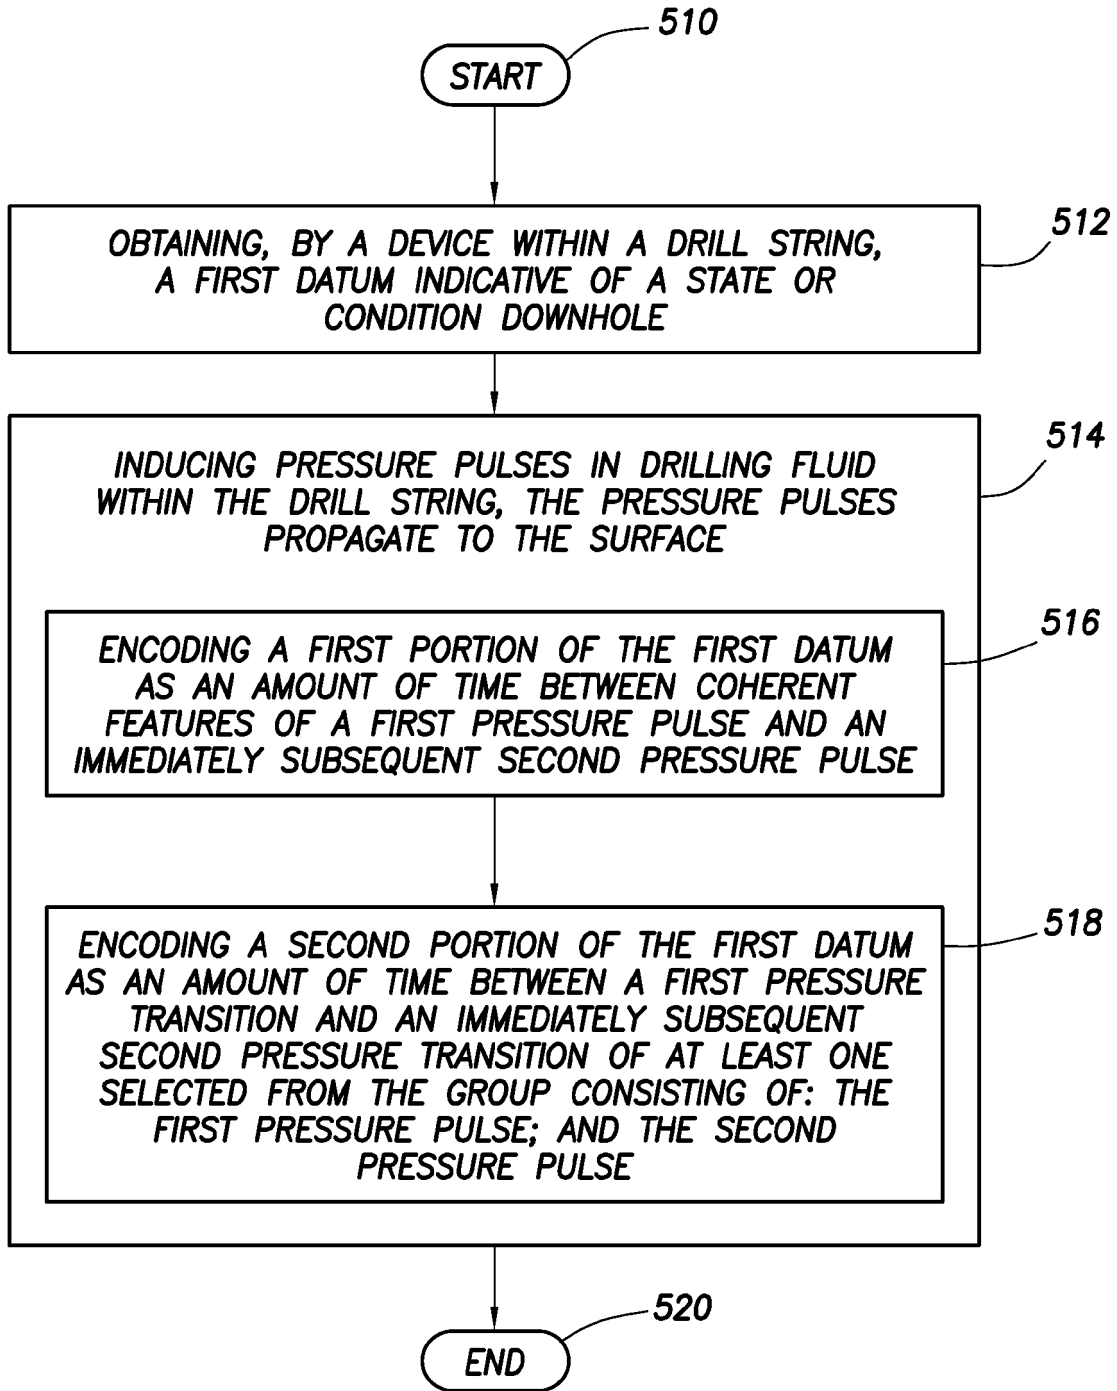 510
START
512
OBTAINING, BY A DEVICE WITHIN A DRILL STRING,
A FIRST DATUM INDICATIVE OF A STATE OR
CONDITION DOWNHOLE
514
INDUCING PRESSURE PULSES IN DRILLING FLUID
WITHIN THE DRILL STRING, THE PRESSURE PULSES
PROPAGATE TO THE SURFACE
516
ENCODING A FIRST PORTION OF THE FIRST DATUM
AS AN AMOUNT OF TIME BETWEEN COHERENT
FEATURES OF A FIRST PRESSURE PULSE AND AN
IMMEDIATELY SUBSEQUENT SECOND PRESSURE PULSE
518
ENCODING A SECOND PORTION OF THE FIRST DATUM
AS AN AMOUNT OF TIME BETWEEN A FIRST PRESSURE
TRANSITION AND AN IMMEDIATELY SUBSEQUENT
SECOND PRESSURE TRANSITION OF AT LEAST ONE
SELECTED FROM THE GROUP CONSISTING OF: THE
FIRST PRESSURE PULSE; AND THE SECOND
PRESSURE PULSE
520
END